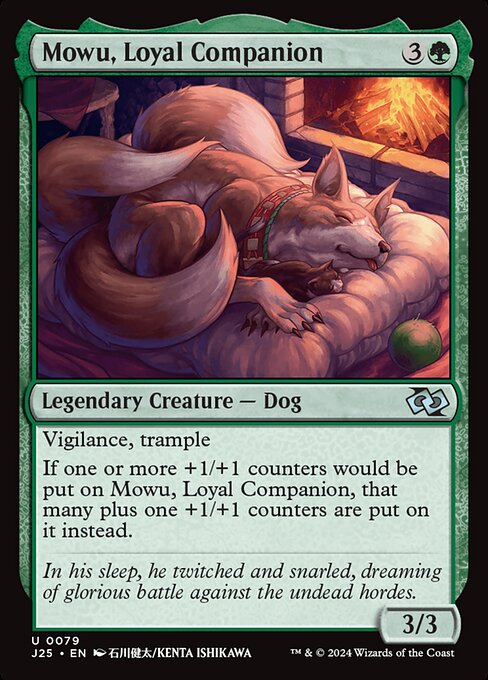 Mowu, Loyal Companion 3
Legendary Creature — Dog
Vigilance, trample
If one or more +1/+1 counters would be
put on Mowu, Loyal Companion, that
many plus one +1/+1 counters are put on
it instead.
In his sleep, he twitched and snarled, dreaming
of glorious battle against the undead hordes.
3/3
U 0079
J25 • EN 石川健太/KENTA ISHIKAWA
™ & © 2024 Wizards of the Coast